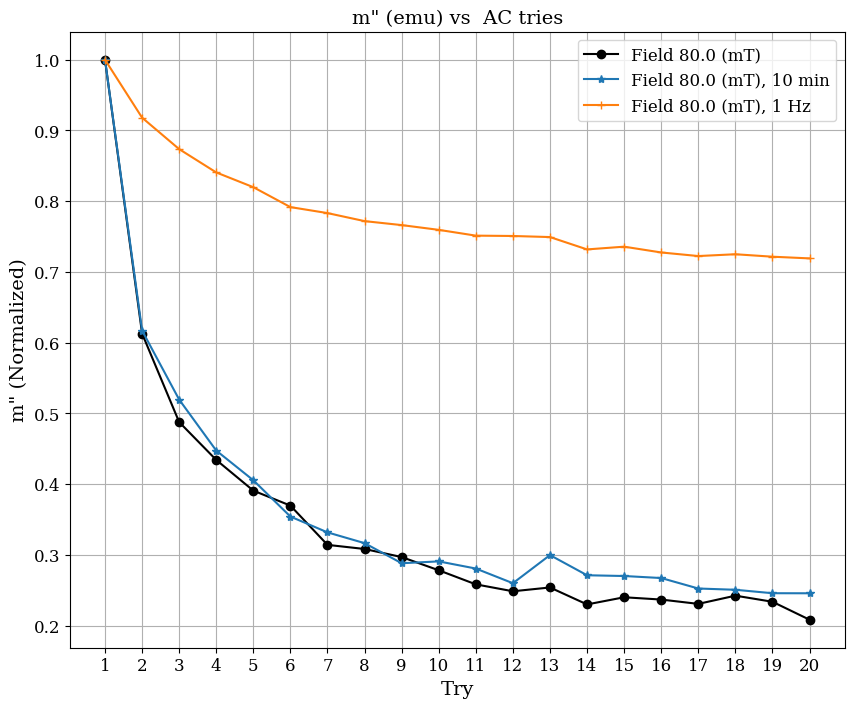 m" (emu) vs  AC tries
Field 80.0 (mT)
Field 80.0 (mT), 10 min
Field 80.0 (mT), 1 Hz
m" (Normalized)
1.0
0.9
0.8
0.7
0.6
0.5
0.4
0.3
0.2
1 2 3 4 5 6 7 8 9 10 11 12 13 14 15 16 17 18 19 20
Try